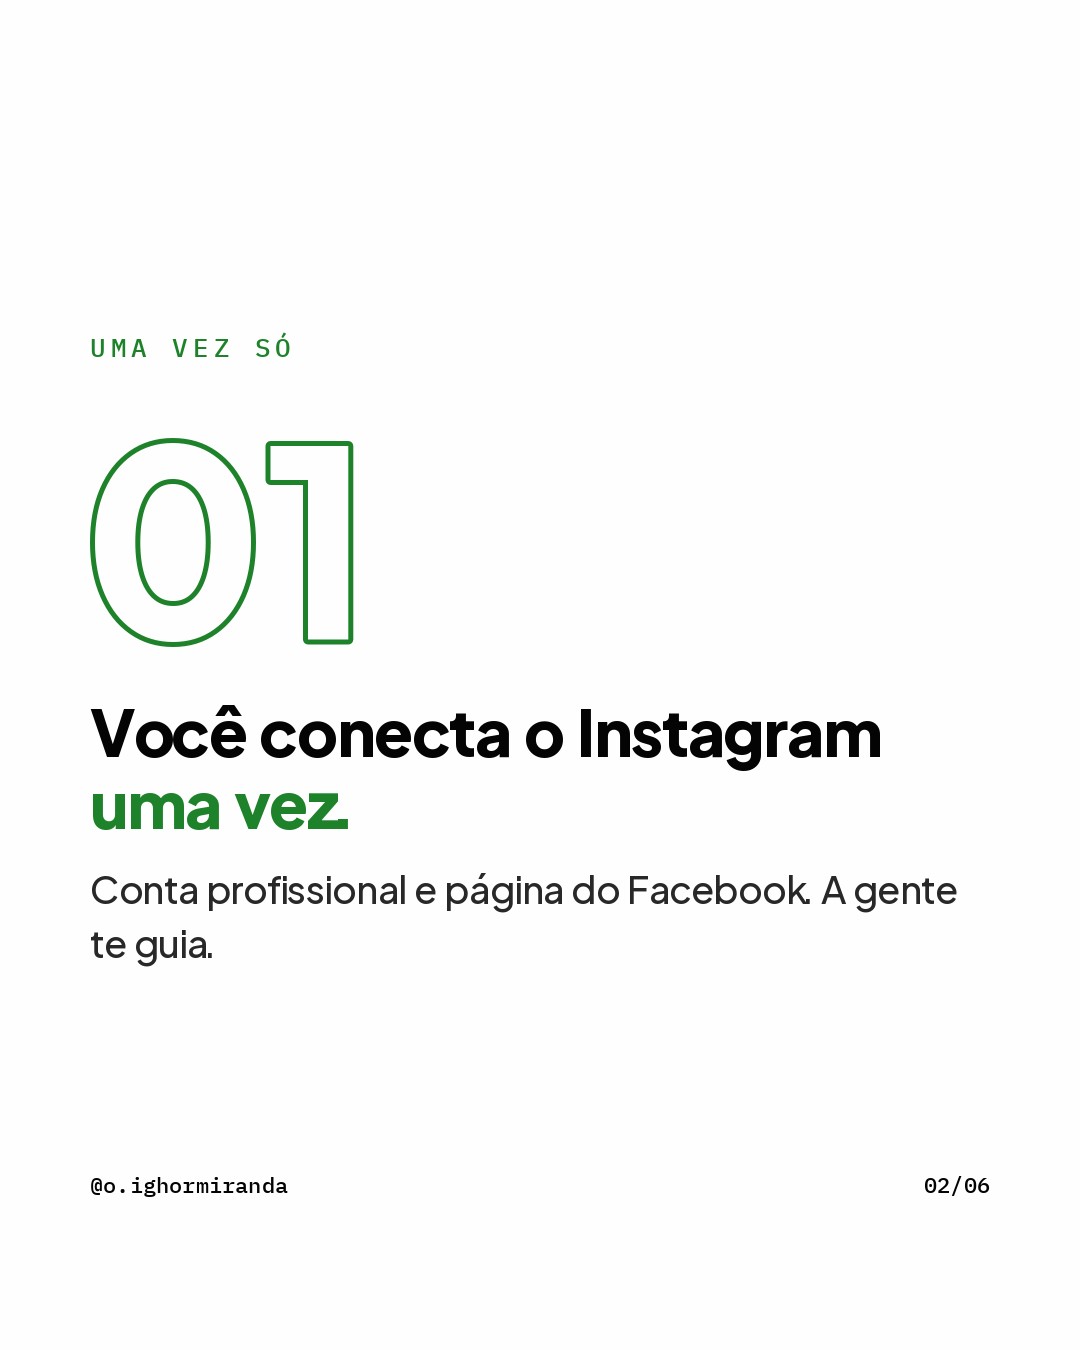 UMA VEZ SÓ
01
Você conecta o Instagram
uma vez.
Conta profissional e página do Facebook. A gente
te guia.
@o.ighormiranda
02/06